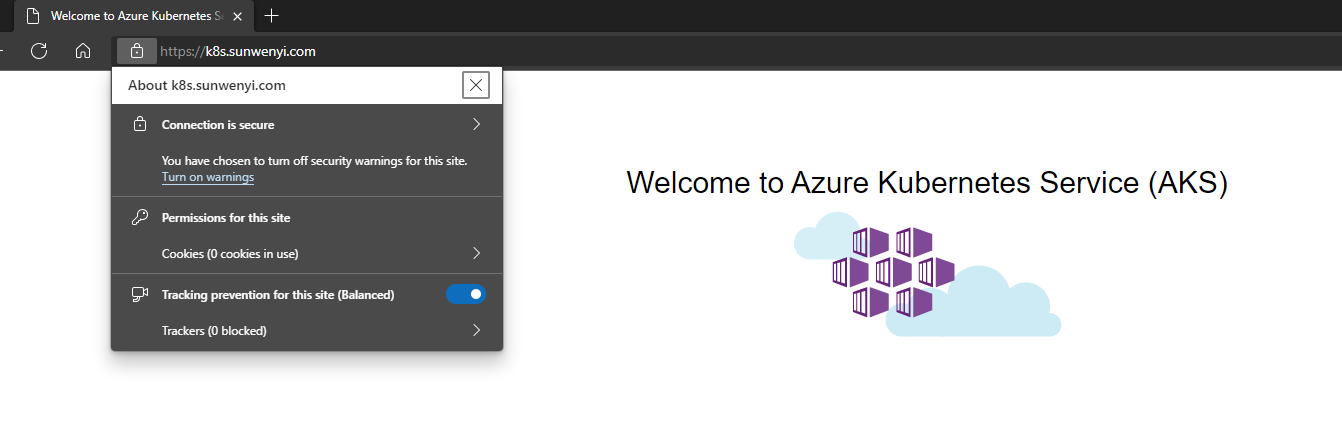 Welcome to Azure Kubernetes S
https://k8s.sunwenyi.com
About k8s.sunwenyi.com
Connection is secure
You have chosen to turn off security warnings for this site.
Turn on warnings
Permissions for this site
Cookies (0 cookies in use)
Tracking prevention for this site (Balanced)
Trackers (0 blocked)
Welcome to Azure Kubernetes Service (AKS)